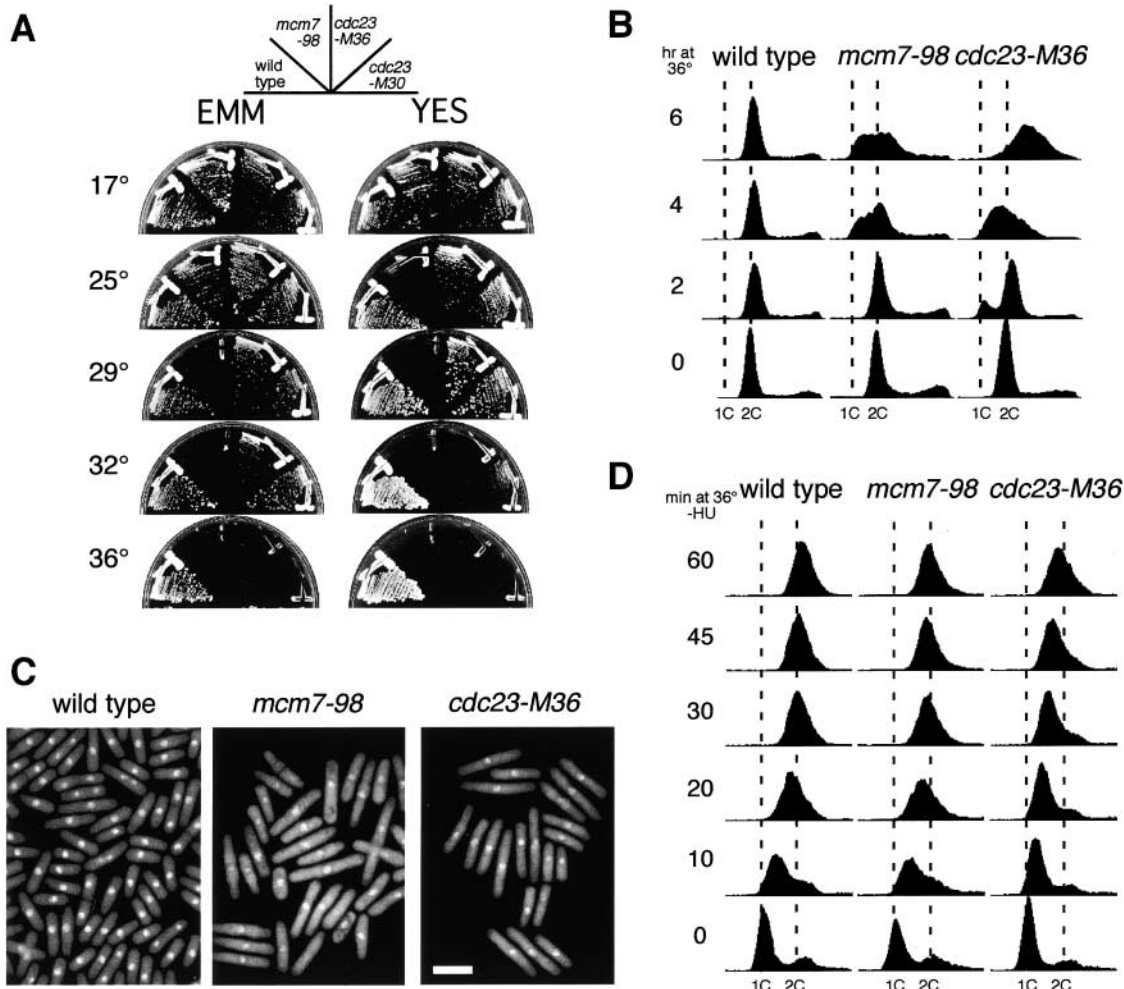 A
mcm7
-98
cdc23
-M36
wild
type
cdc23
-M30
EMM
YES
17°
25°
29°
32°
36°
B
hr at
36°
wild type
mcm7-98
cdc23-M36
6
4
2
0
1C 2C
1C 2C
1C 2C
C
wild type
mcm7-98
cdc23-M36
D
min at 36°
-HU
wild type
mcm7-98
cdc23-M36
60
45
30
20
10
0
1C 2C
1C 2C
1C 2C